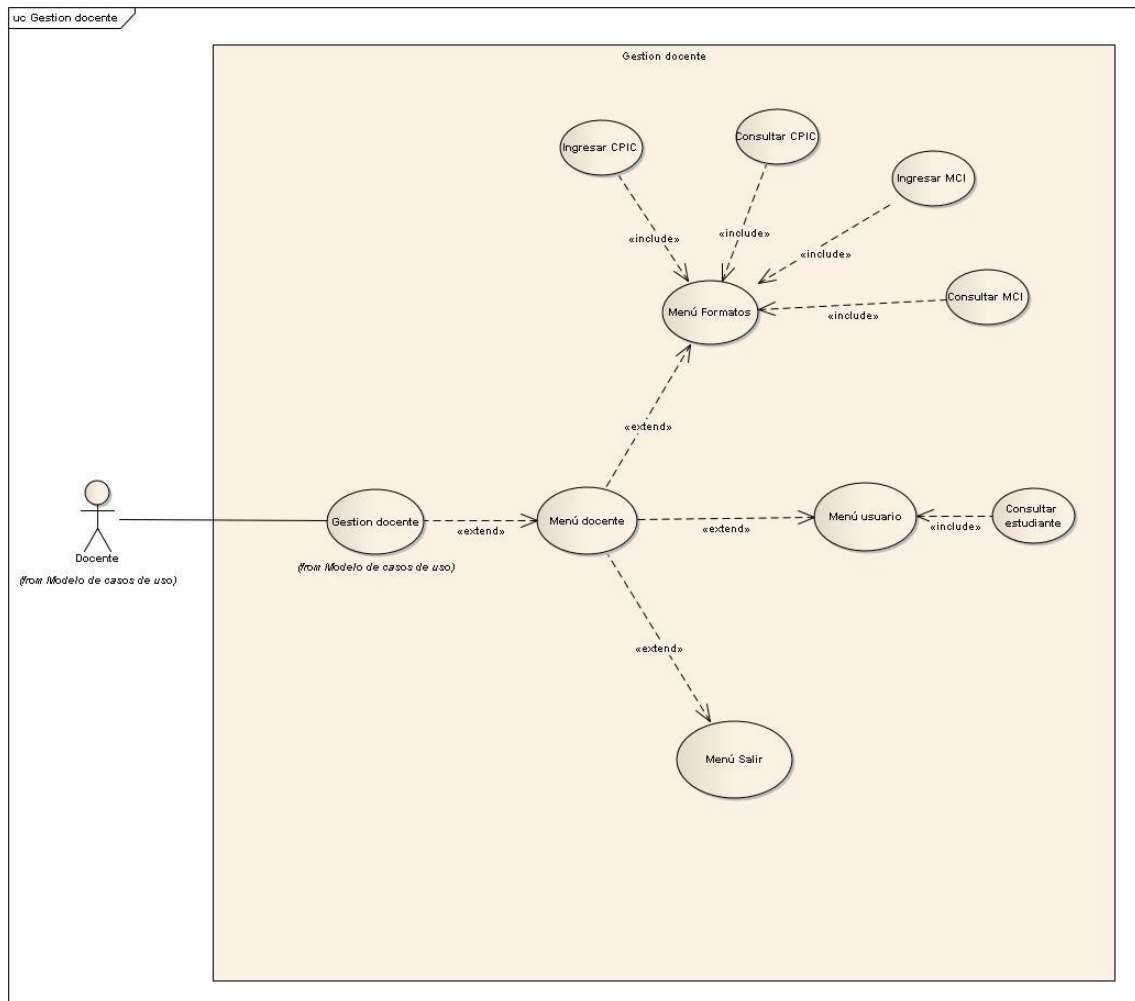 uc Gestion docente
Gestion docente
Ingresar CPIC
Consultar CPIC
Ingresar MCI
«include»
«include»
«include»
Consultar MCI
Menú Formatos
«include»
«extend»
Gestion docente
Menú docente
Menú usuario
Consultar
estudiante
«extend»
«extend»
«include»
Docente
(from Modelo de casos de uso)
(from Modelo de casos de uso)
«extend»
Menú Salir